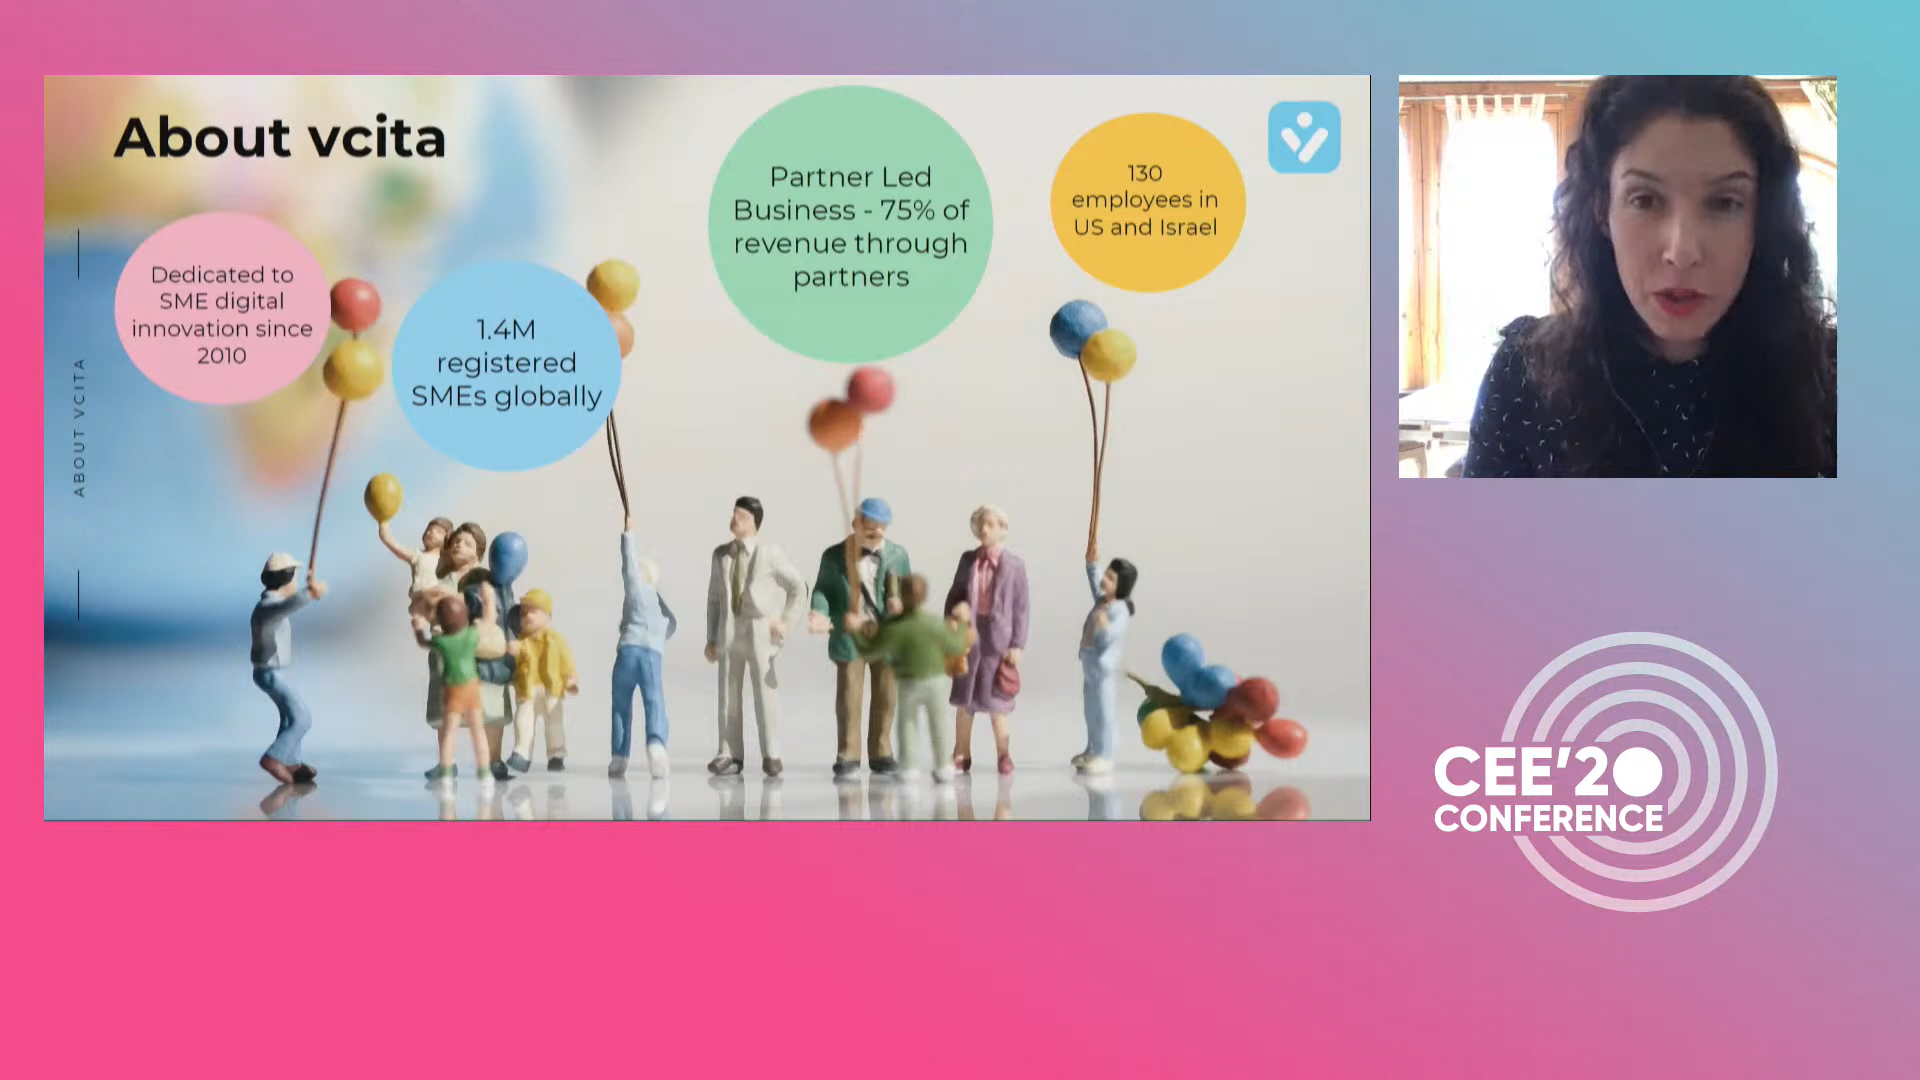 About vcita
Dedicated to
SME digital
innovation since
2010
1.4M
registered
SMEs globally
Partner Led
Business - 75% of
revenue through
partners
130
employees in
US and Israel
ABOUT VCITA
CEE'20
CONFERENCE